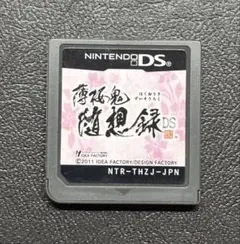 NINTENDO DS
薄桜鬼
はくおうき
ずいそうろく
随想録 DS
IDEA FACTORY
©2011 IDEA FACTORY/DESIGN FACTORY
NTR-THZJ-JPN